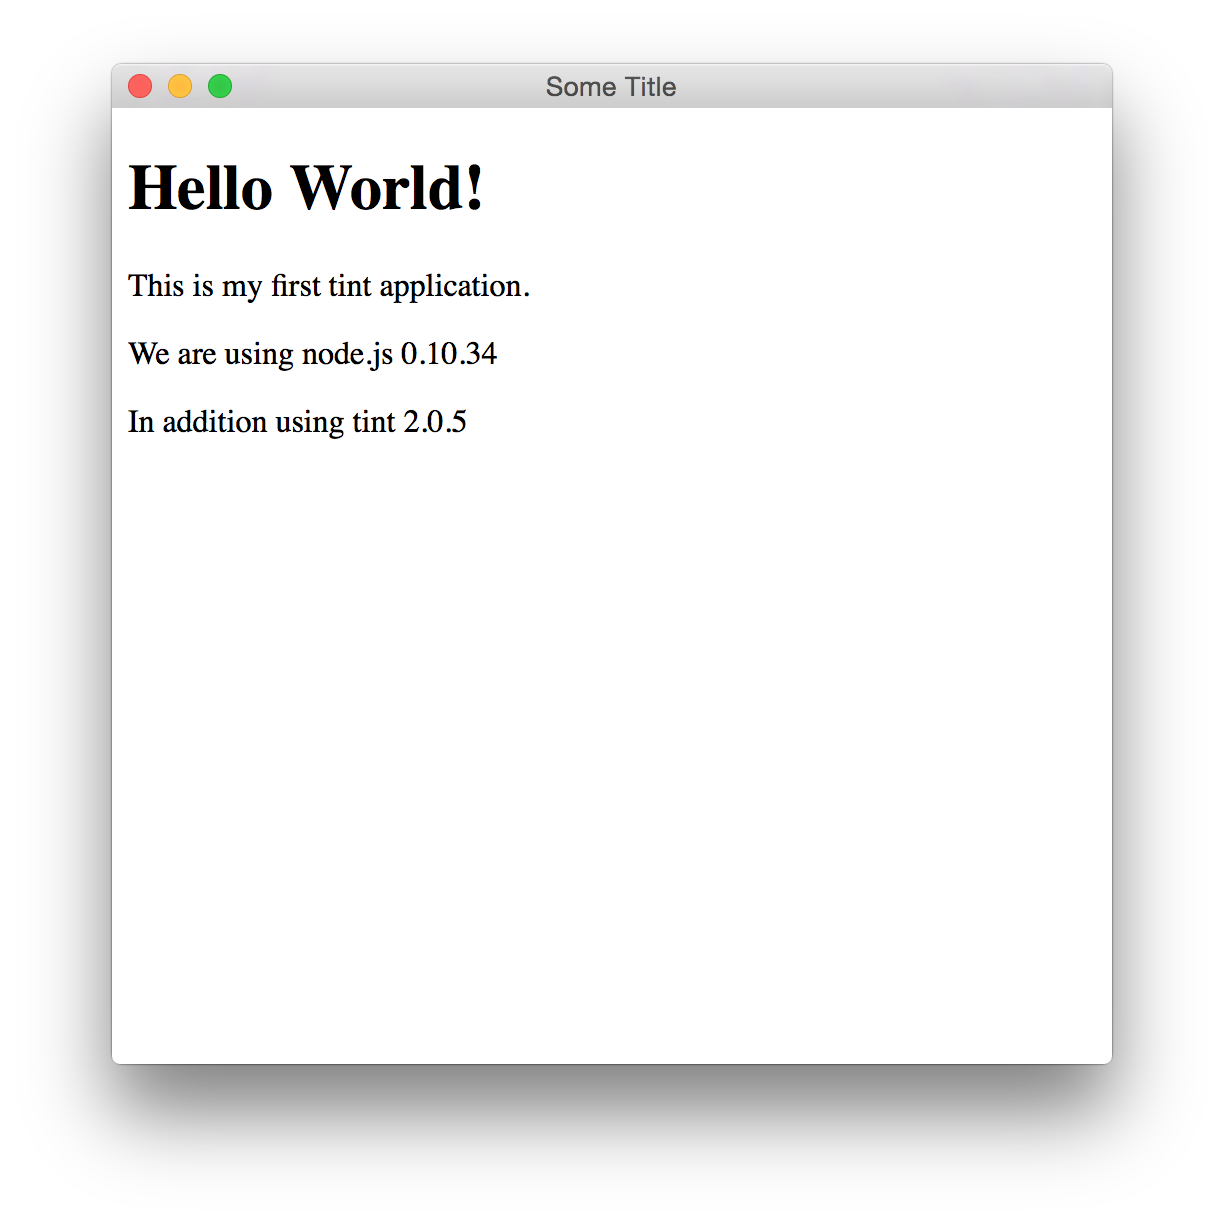 Some Title
Hello World!
This is my first tint application.
We are using node.js 0.10.34
In addition using tint 2.0.5